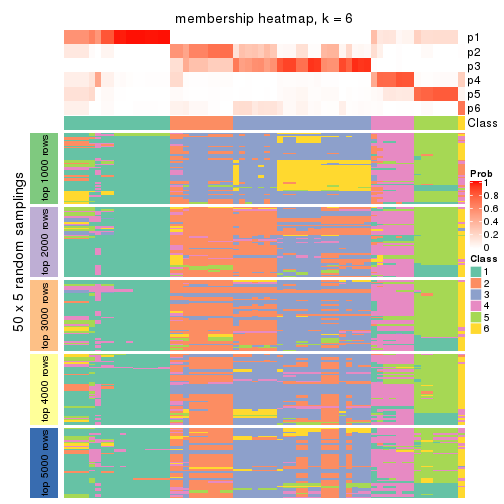 membership heatmap, k = 6
p1
p2
p3
p4
p5
p6
Class
50 x 5 random samplings
top 1000 rows
top 2000 rows
top 3000 rows
top 4000 rows
top 5000 rows
Prob
1
0.8
0.6
0.4
0.2
0
Class
1
2
3
4
5
6